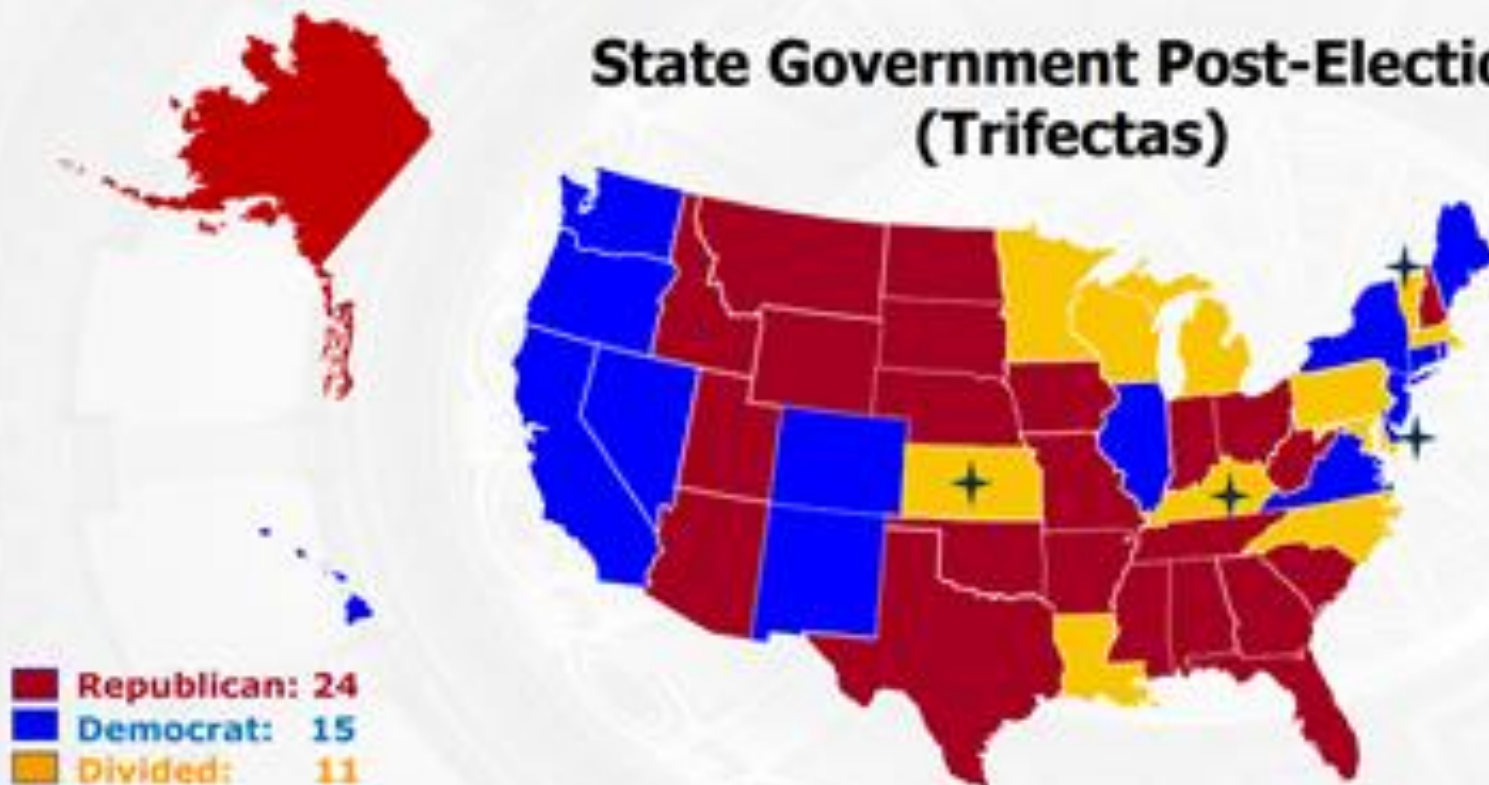 State Government Post-Electio
(Trifectas)
Republican: 24
Democrat: 15
Divided: 11